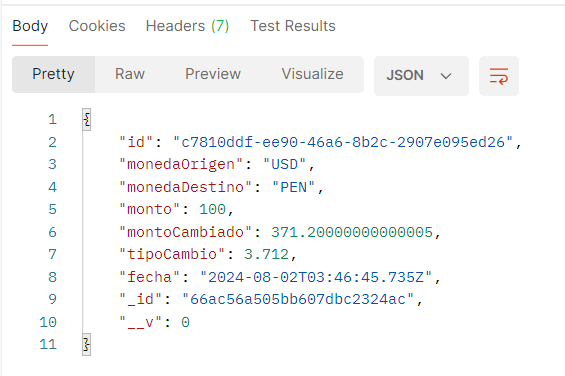 Body Cookies Headers (7) Test Results
Pretty Raw Preview Visualize JSON
1 {
2 "id": "c7810ddf-ee90-46a6-8b2c-2907e095ed26",
3 "monedaOrigen": "USD",
4 "monedaDestino": "PEN",
5 "monto": 100,
6 "montoCambiado": 371.20000000000005,
7 "tipoCambio": 3.712,
8 "fecha": "2024-08-02T03:46:45.735Z",
9 "_id": "66ac56a505bb607dbc2324ac",
10 "__v": 0
11 }